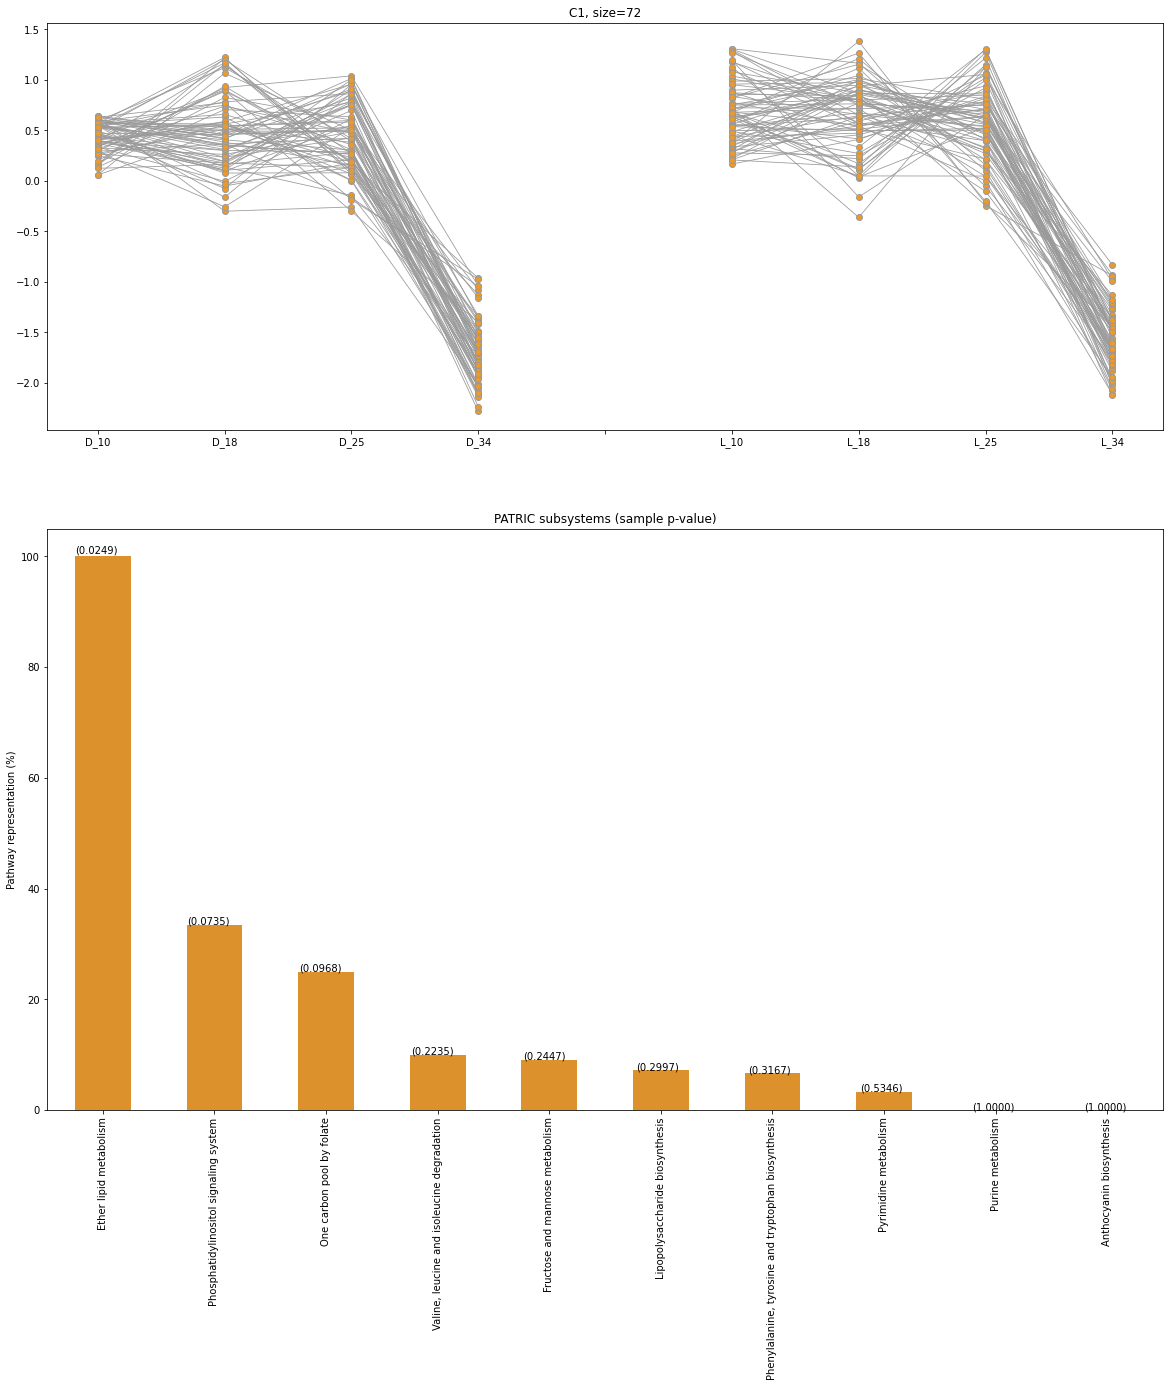 C1, size=72
1.5
1.0
0.5
0.0
−0.5
−1.0
−1.5
−2.0
D_10 D_18 D_25 D_34 L_10 L_18 L_25 L_34
PATRIC subsystems (sample p-value)
Pathway representation (%)
100
80
60
40
20
0
(0.0249)
(0.0735)
(0.0968)
(0.2235)
(0.2447)
(0.2997)
(0.3167)
(0.5346)
(1.0000)
(1.0000)
Ether lipid metabolism
Phosphatidylinositol signaling system
One carbon pool by folate
Valine, leucine and isoleucine degradation
Fructose and mannose metabolism
Lipopolysaccharide biosynthesis
Phenylalanine, tyrosine and tryptophan biosynthesis
Pyrimidine metabolism
Purine metabolism
Anthocyanin biosynthesis